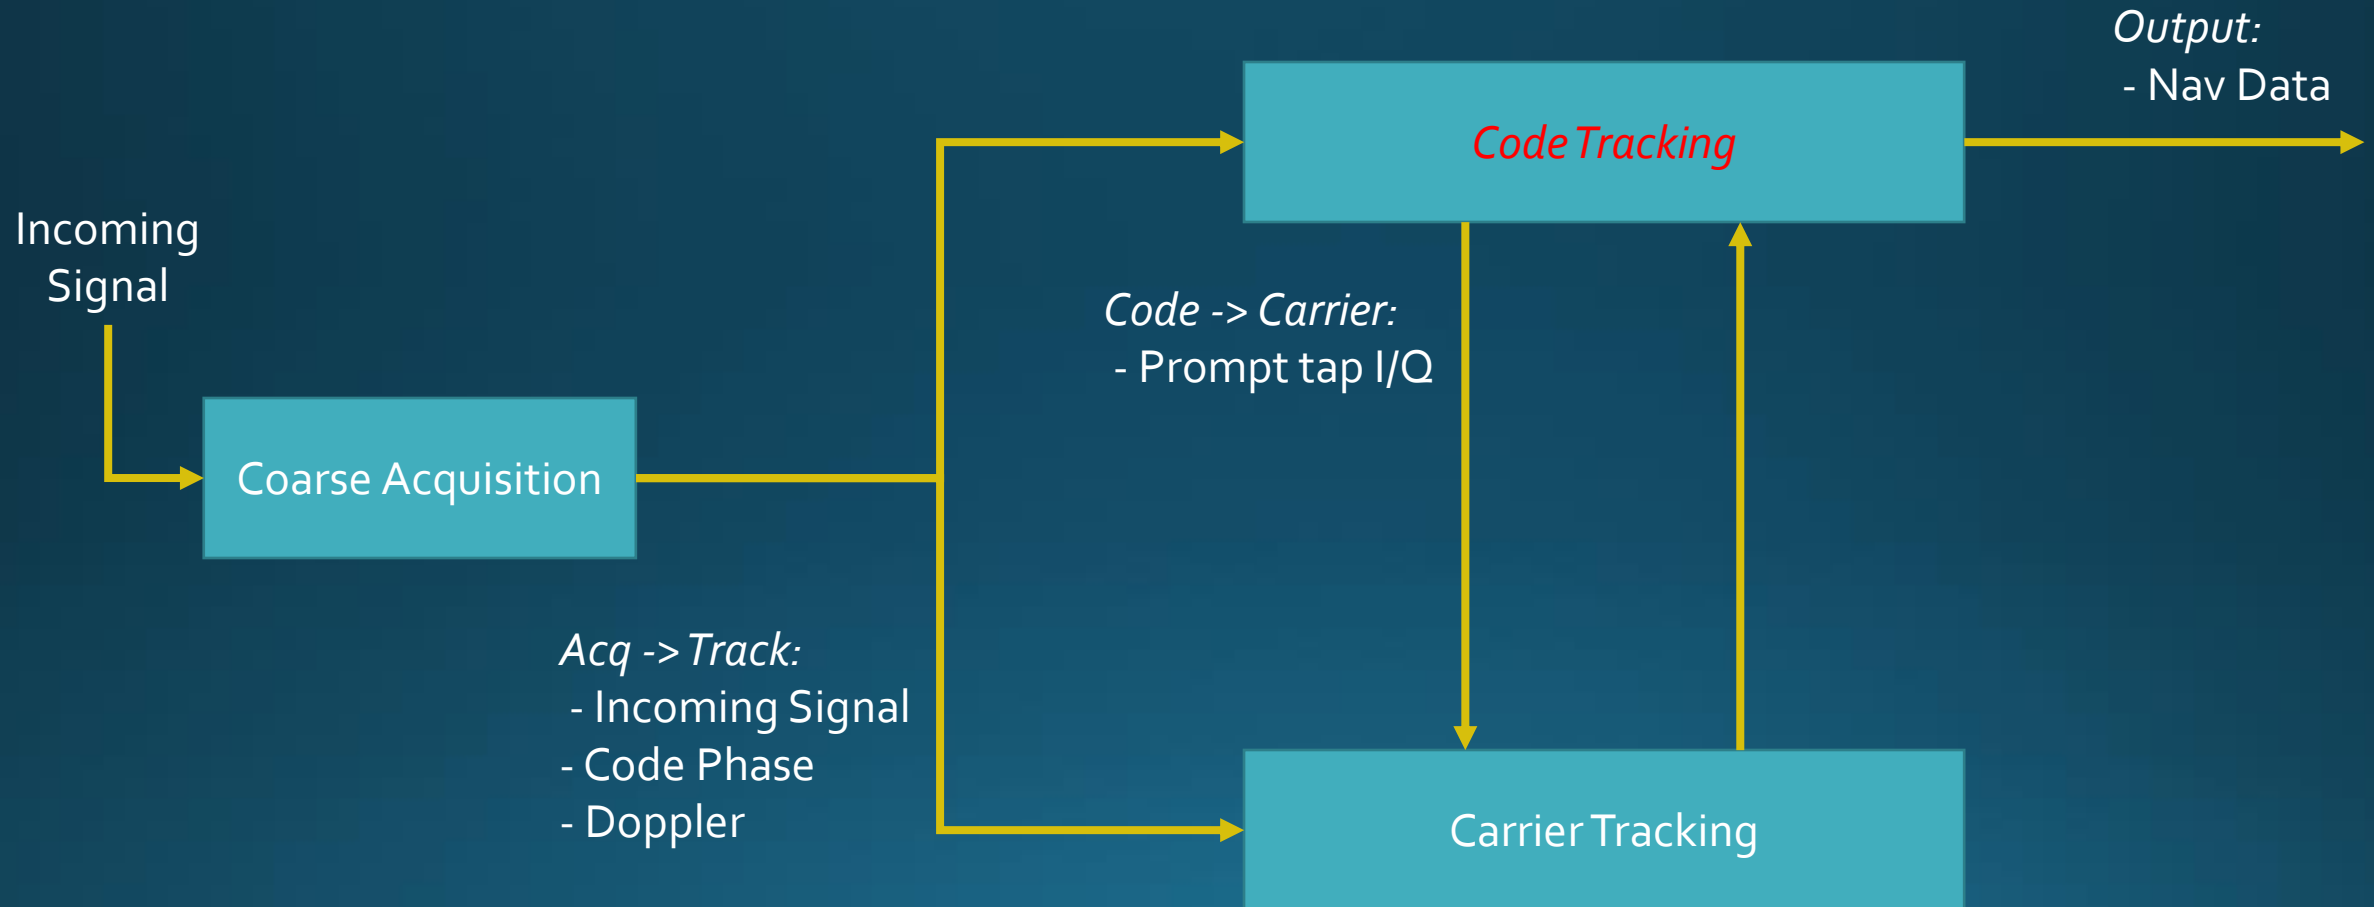 Output:
- Nav Data
Code Tracking
Incoming
Signal
Code -> Carrier:
- Prompt tap I/Q
Coarse Acquisition
Acq -> Track:
- Incoming Signal
- Code Phase
- Doppler
Carrier Tracking